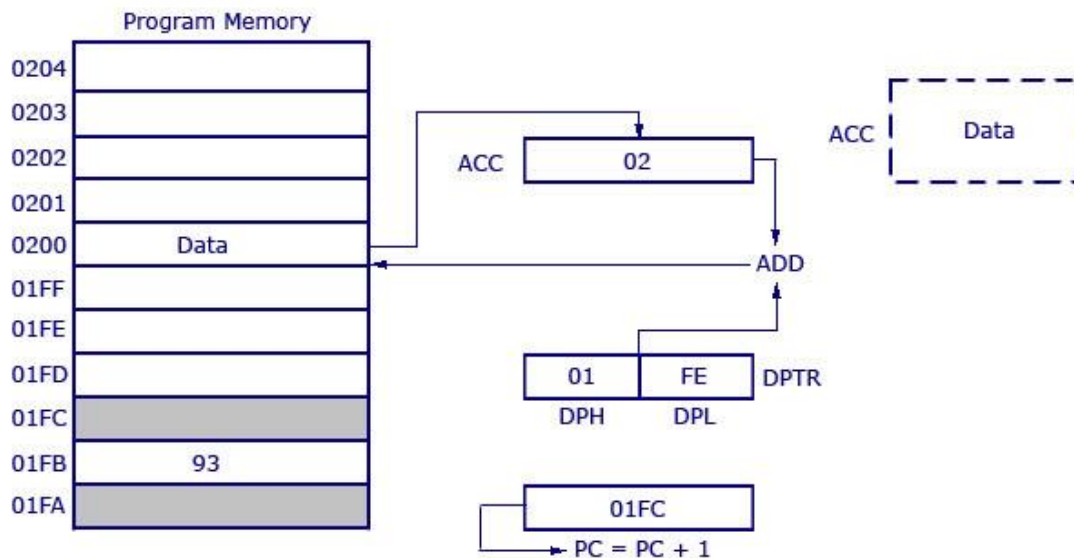 Program Memory
0204
0203
0202
0201
0200 Data
01FF
01FE
01FD
01FC
01FB 93
01FA
ACC 02
ACC Data
ADD
01 FE DPTR
DPH DPL
01FC
PC = PC + 1